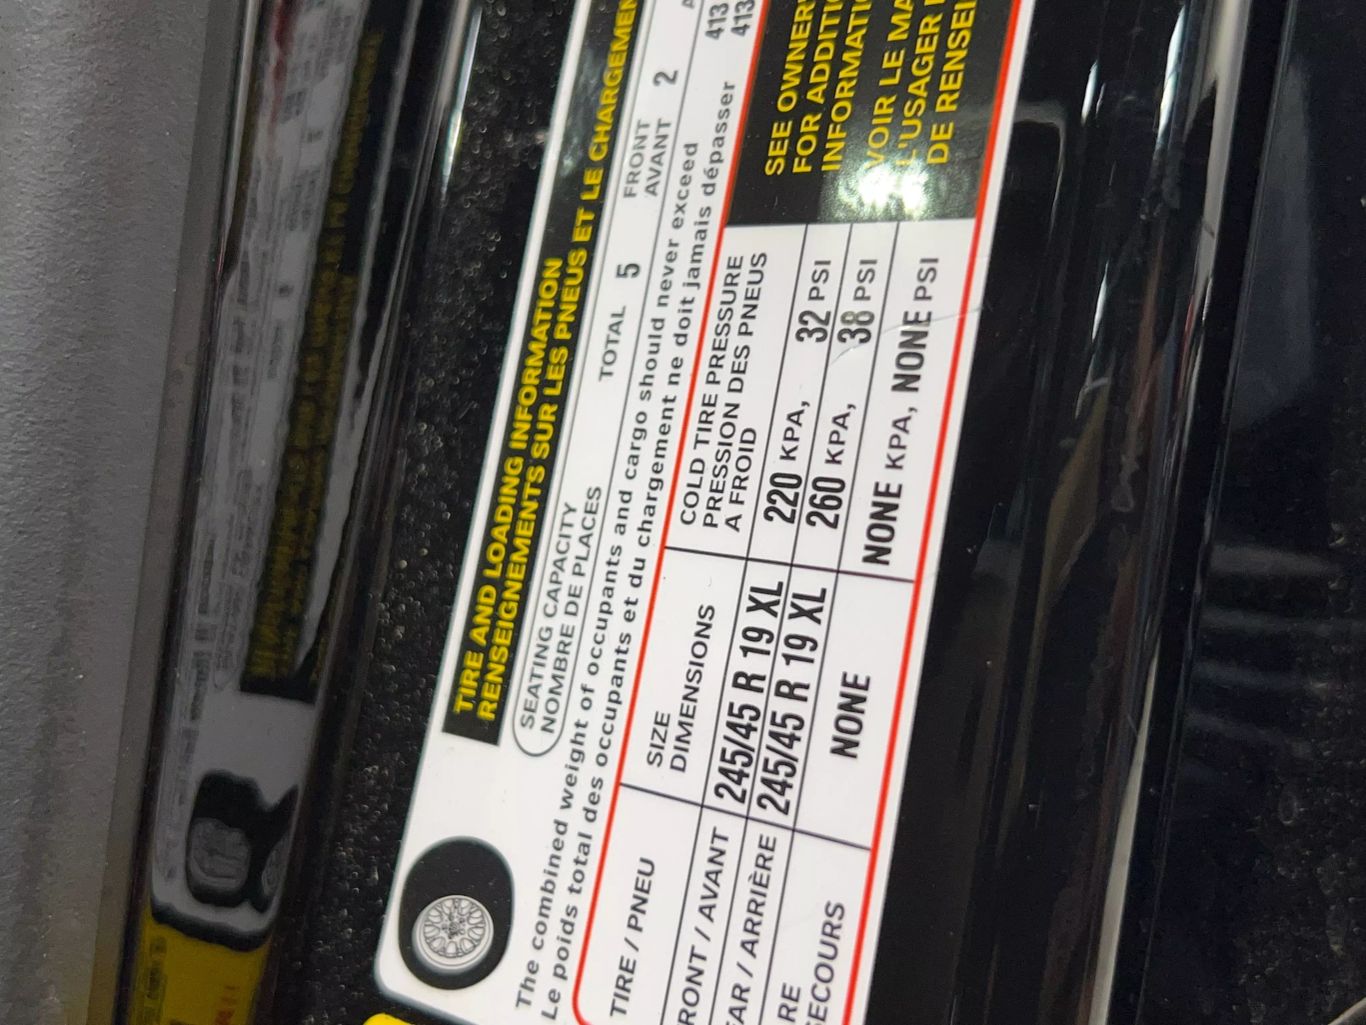 TIRE AND LOADING INFORMATION
RENSEIGNEMENTS SUR LES PNEUS ET LE CHARGEMEN
SEATING CAPACITY
NOMBRE DE PLACES
TOTAL 5
FRONT
AVANT 2
The combined weight of occupants and cargo should never exceed 413
Le poids total des occupants et du chargement ne doit jamais dépasser 413
TIRE / PNEU
SIZE
DIMENSIONS
COLD TIRE PRESSURE
PRESSION DES PNEUS
A FROID
RONT / AVANT 245/45 R 19 XL 220 KPA, 32 PSI
AR / ARRIÈRE 245/45 R 19 XL 260 KPA, 38 PSI
RE
SECOURS
NONE NONE KPA, NONE PSI
SEE OWNER
FOR ADDITI
INFORMATI
VOIR LE MA
L'USAGER
DE RENSEI